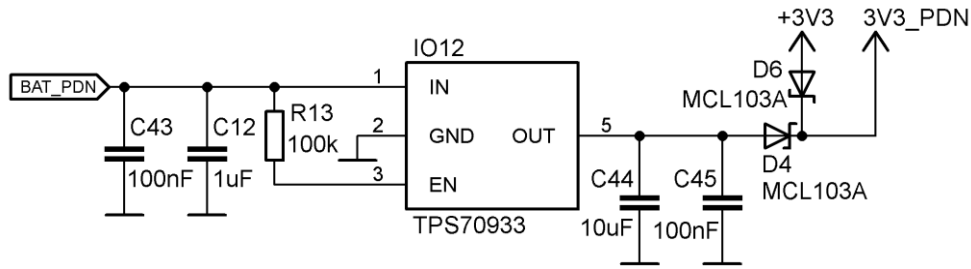 +3V3 3V3_PDN
IO12
D6
MCL103A
BAT_PDN
1
IN
R13
100k
C43
100nF
C12
1uF
2
GND
OUT
5
3
EN
D4
MCL103A
C44
10uF
C45
100nF
TPS70933